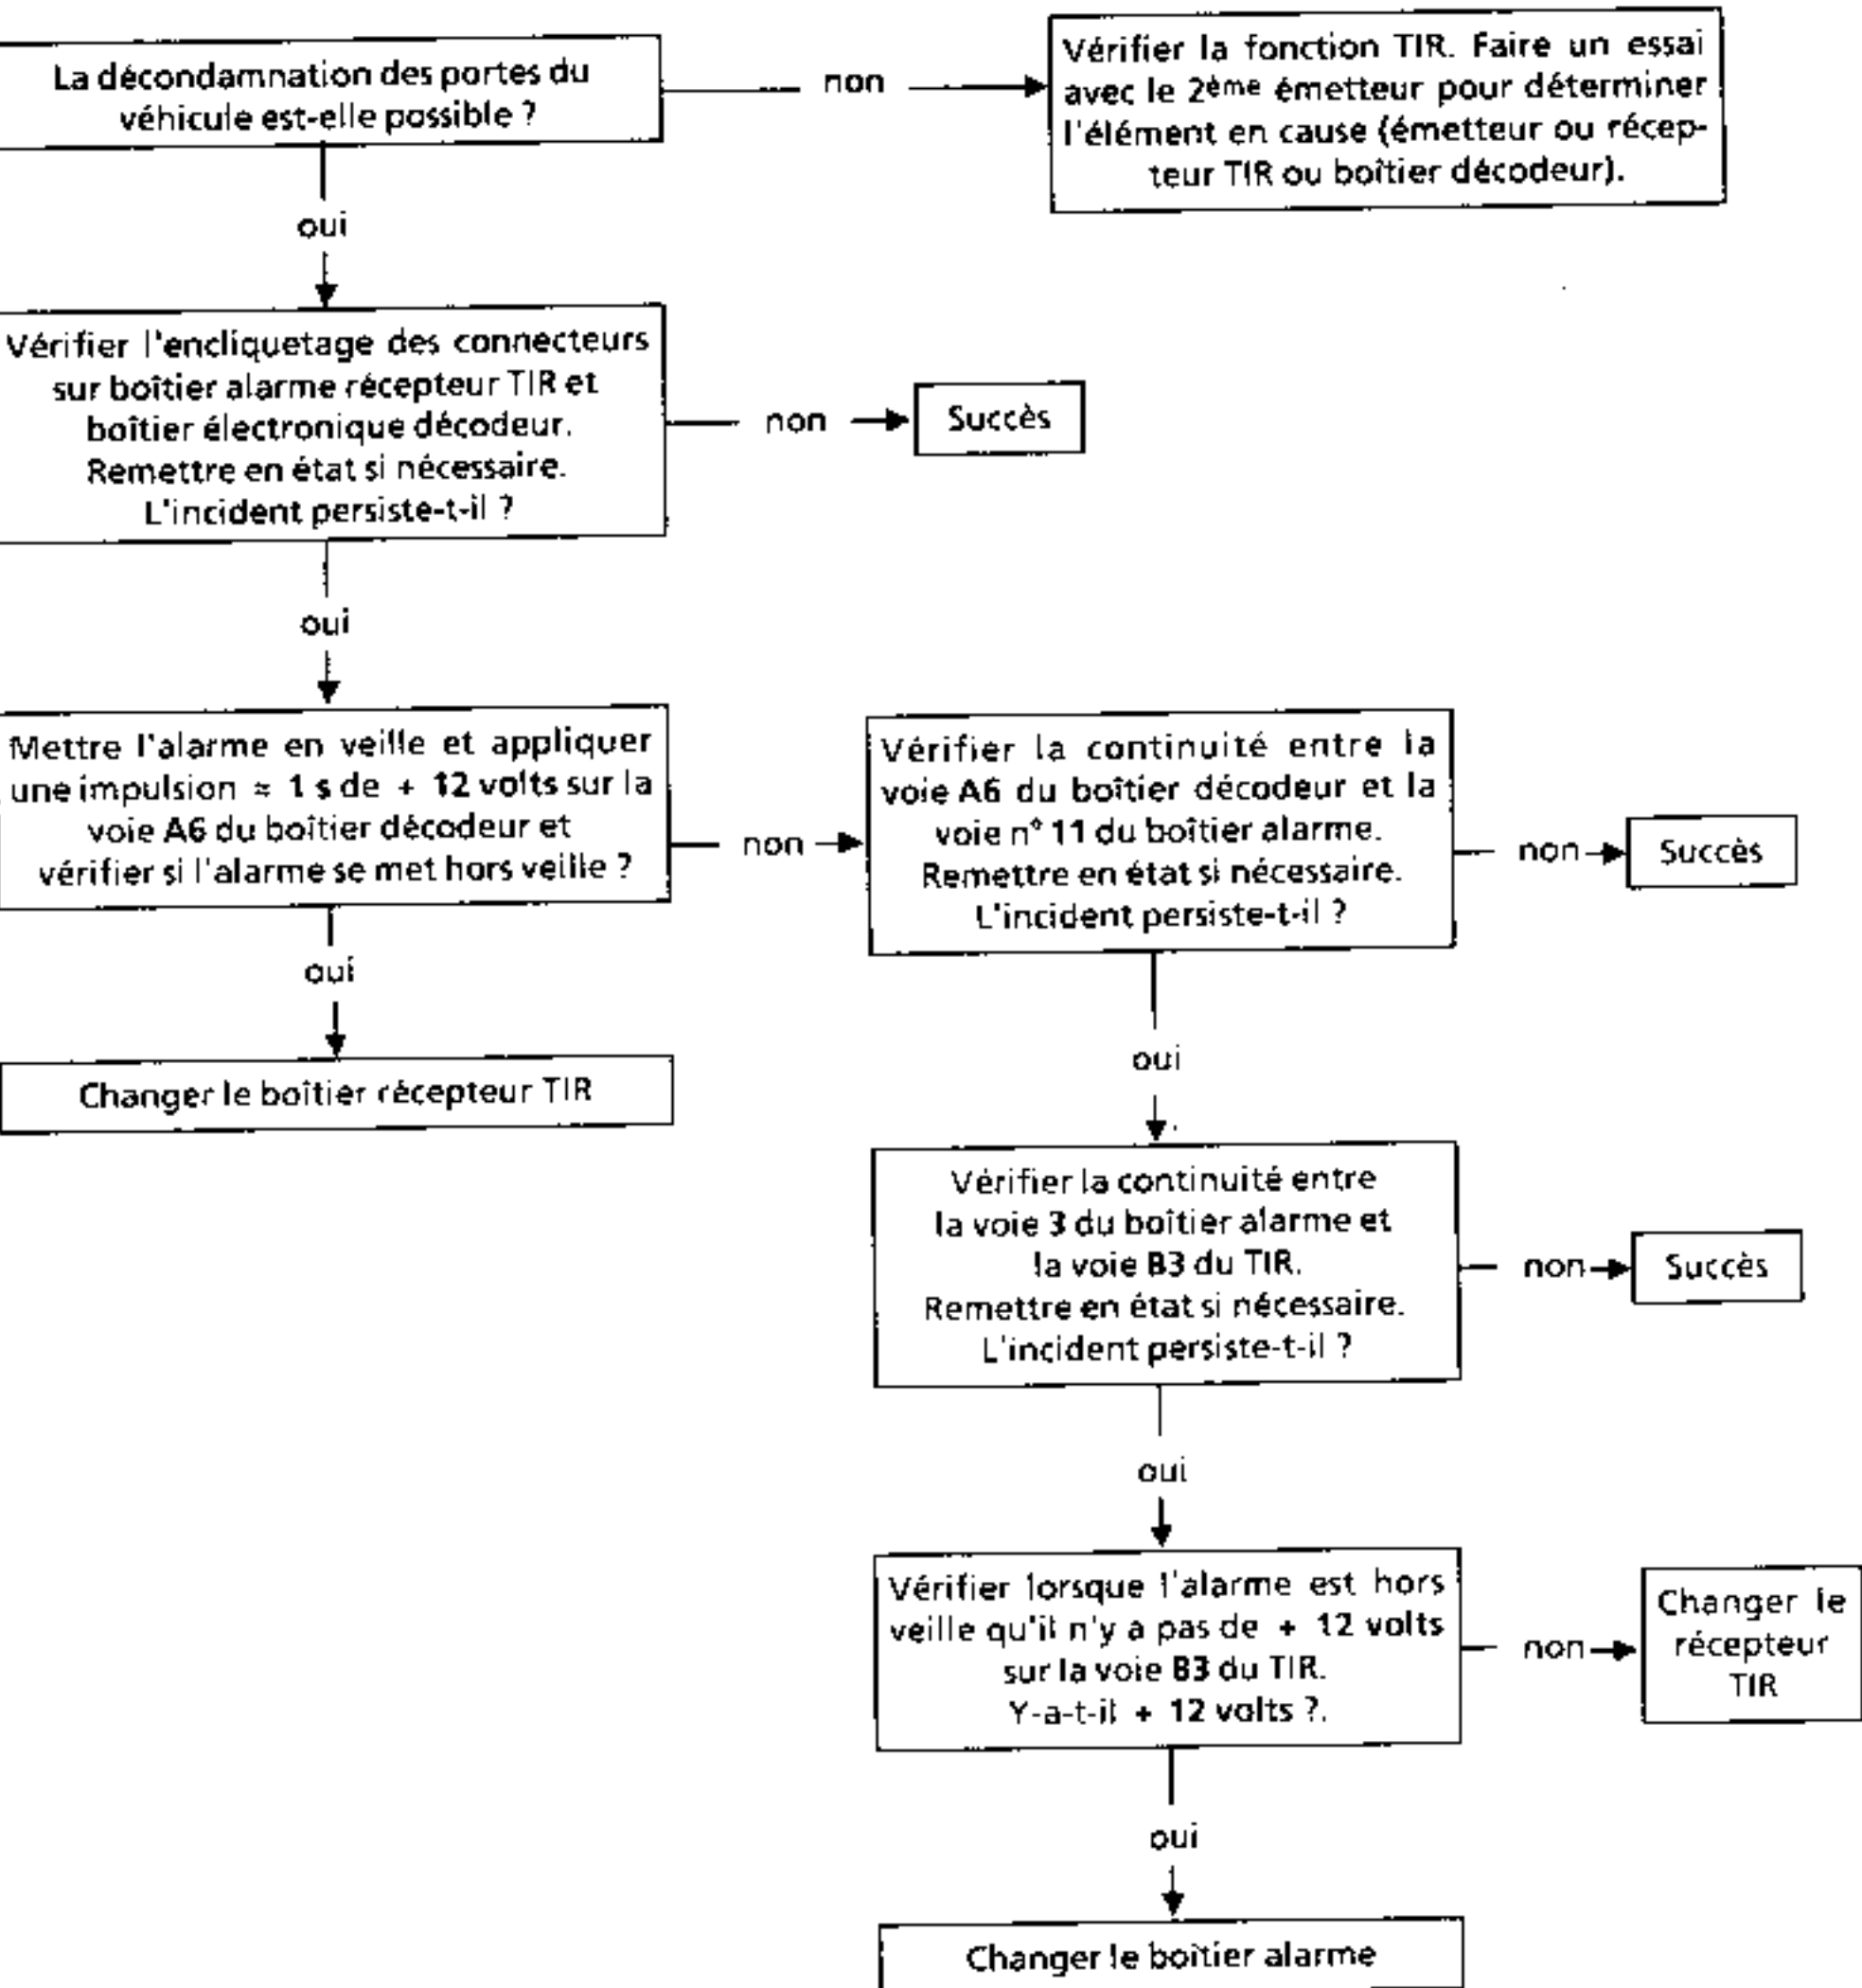 La décondamnation des portes du
véhicule est-elle possible ?
non
Vérifier la fonction TIR. Faire un essai
avec le 2ème émetteur pour déterminer
l'élément en cause (émetteur ou récep-
teur TIR ou boîtier décodeur).
oui
Vérifier l'encliquetage des connecteurs
sur boîtier alarme récepteur TIR et
boîtier électronique décodeur.
Remettre en état si nécessaire.
L'incident persiste-t-il ?
non
Succès
oui
Mettre l'alarme en veille et appliquer
une impulsion ≈ 1 s de + 12 volts sur la
voie A6 du boîtier décodeur et
vérifier si l'alarme se met hors veille ?
non
Vérifier la continuité entre la
voie A6 du boîtier décodeur et la
voie n° 11 du boîtier alarme.
Remettre en état si nécessaire.
L'incident persiste-t-il ?
non
Succès
oui
Changer le boîtier récepteur TIR
oui
Vérifier la continuité entre
la voie 3 du boîtier alarme et
la voie B3 du TIR.
Remettre en état si nécessaire.
L'incident persiste-t-il ?
non
Succès
oui
Vérifier lorsque l'alarme est hors
veille qu'il n'y a pas de + 12 volts
sur la voie B3 du TIR.
Y-a-t-il + 12 volts ?.
non
Changer le
récepteur
TIR
oui
Changer le boîtier alarme